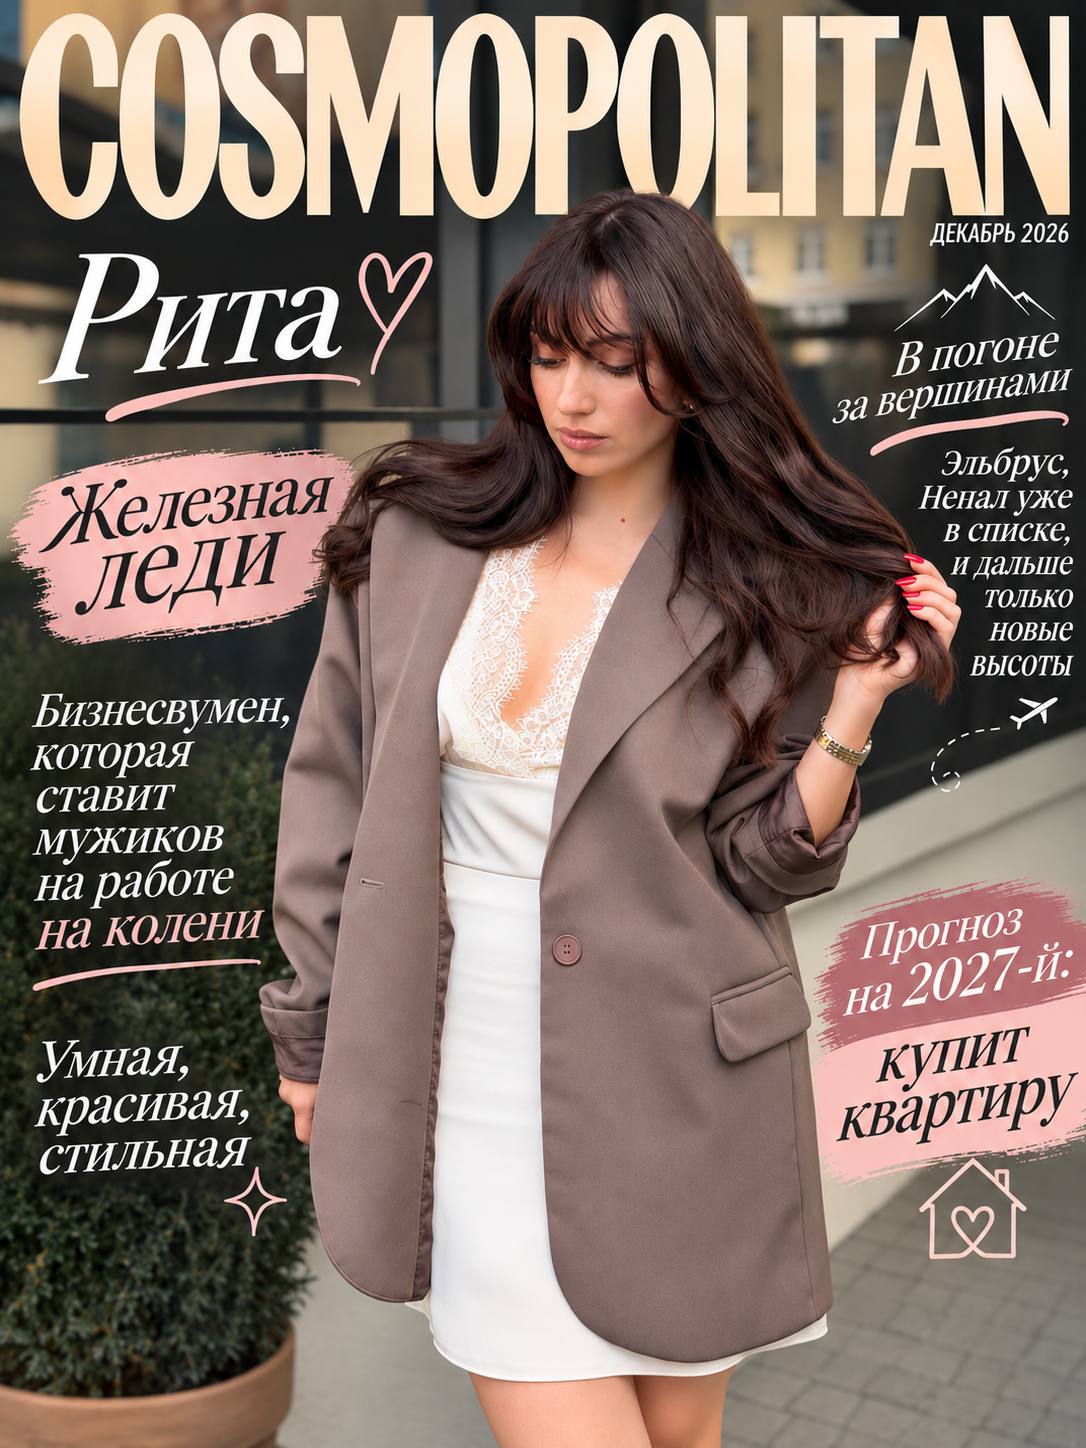 COSMOPOLITAN
ДЕКАБРЬ 2026
Рита
Железная
леди
Бизнесвумен,
которая
ставит
мужиков
на работе
на колени
Умная,
красивая,
стильная
В погоне
за вершинами
Эльбрус,
Ненал уже
в списке,
и дальше
только
новые
высоты
Прогноз
на 2027-й:
купит
квартиру